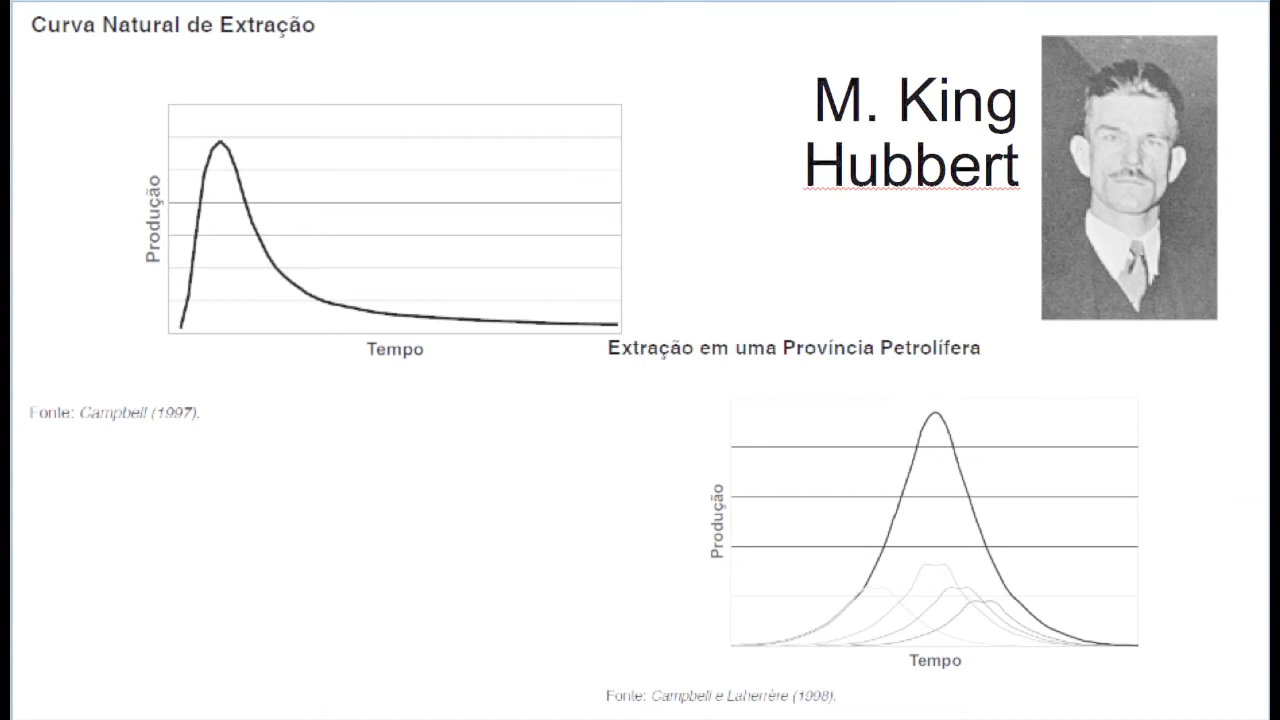 Curva Natural de Extração
M. King
Hubbert
Produção
Tempo
Fonte: Campbell (1997).
Extração em uma Província Petrolífera
Produção
Tempo
Fonte: Campbell e Laherrère (1998).